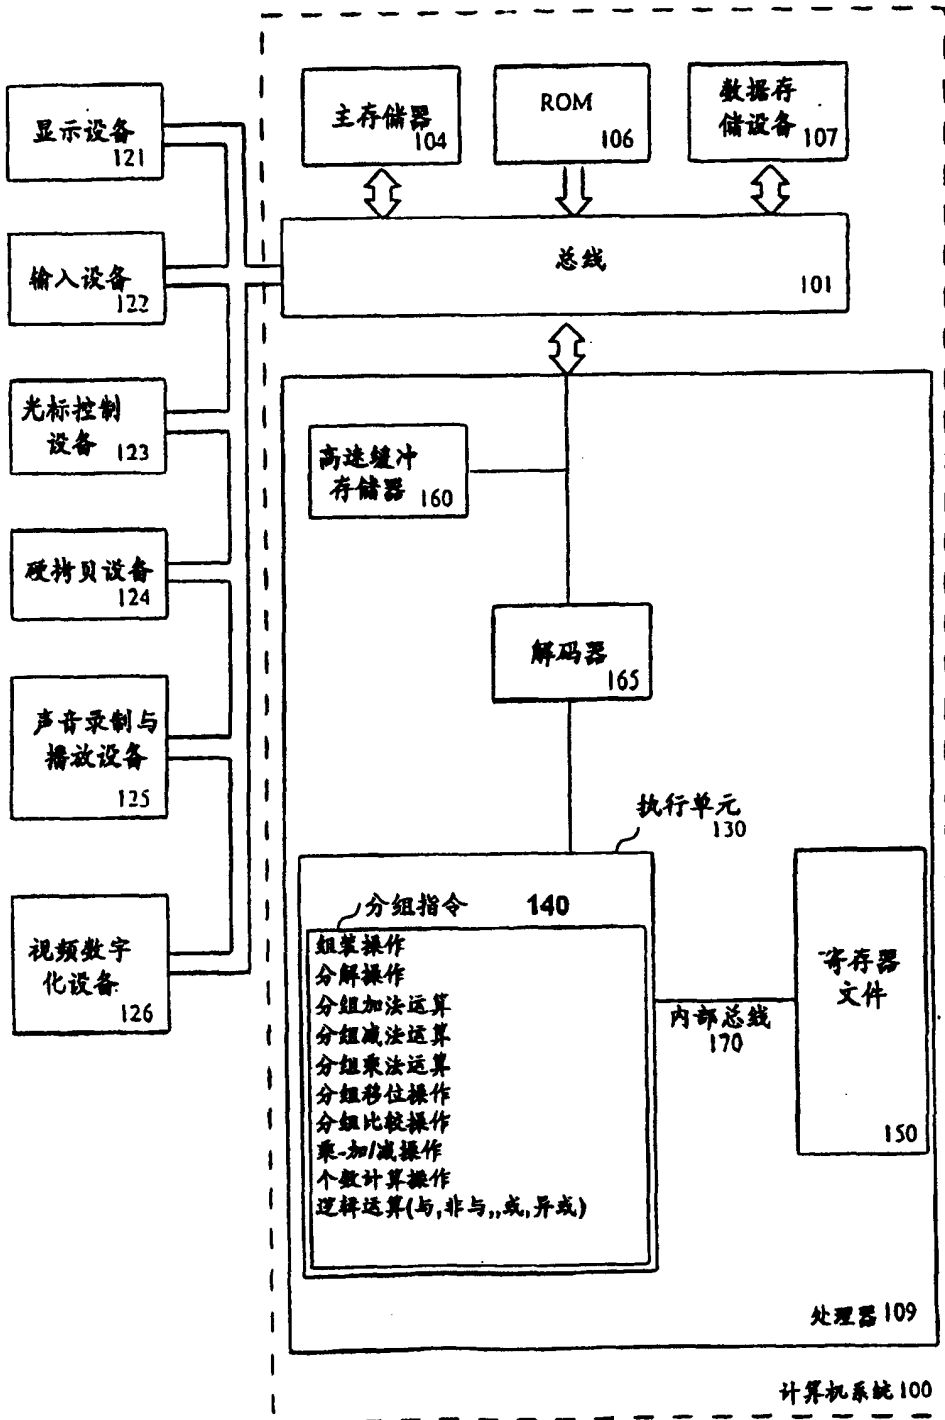 显示设备
121
输入设备
122
光标控制
设备
123
硬拷贝设备
124
声音录制与
播放设备
125
视频数字
化设备
126
主存储器
104
ROM
106
数据存
储设备
107
总线
101
高速缓冲
存储器
160
解码器
165
执行单元
130
分组指令 140
组装操作
分解操作
分组加法运算
分组减法运算
分组乘法运算
分组移位操作
分组比较操作
乘-加/减操作
个数计算操作
逻辑运算(与,非与,,或,异或)
内部总线
170
寄存器
文件
150
处理器109
计算机系统100